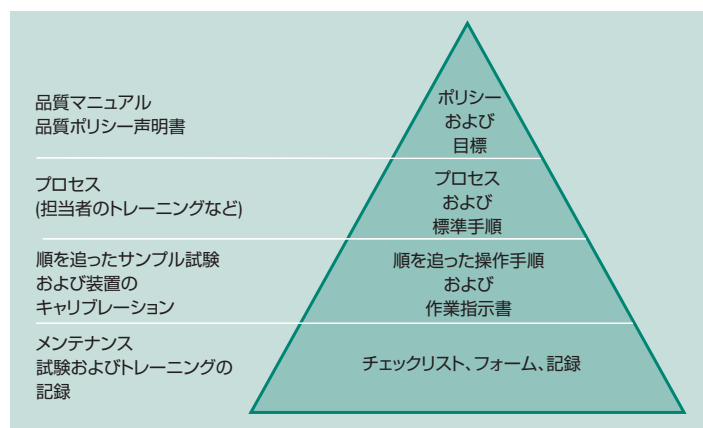 品質マニュアル
品質ポリシー声明書
ポリシー
および
目標
プロセス
(担当者のトレーニングなど)
プロセス
および
標準手順
順を追ったサンプル試験
および装置の
キャリブレーション
順を追った操作手順
および
作業指示書
メンテナンス
試験およびトレーニングの
記録
チェックリスト、フォーム、記録